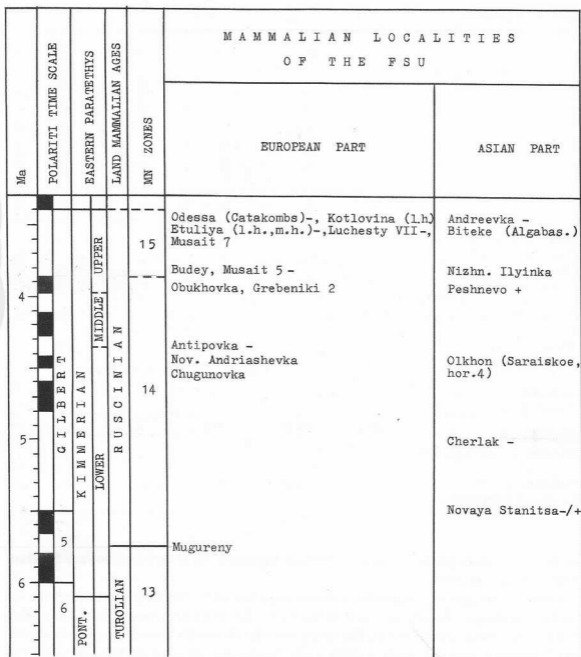 MAMMALIAN LOCALITIES
OF THE FSU
Ma
POLARITI TIME SCALE
EASTERN PARATETHYS
LAND MAMMALIAN AGES
MN ZONES
EUROPEAN PART
ASIAN PART
Odessa (Catakombs)-, Kotlovina (l.h)
Etuliya (l.h.,m.h.)-,Luchesty VII-,
Musait 7
Andreevka -
Biteke (Algabas.)
15
UPPER
Budey, Musait 5 -
Nizhn. Ilyinka
4
Obukhovka, Grebeniki 2
Peshnevo +
MIDDLE
Antipovka -
Nov. Andriashevka
Chugunovka
Olkhon (Saraiskoe,
hor.4)
GILBERT
KIMMERIAN
RUSCINIAN
14
5
LOWER
Cherlak -
Novaya Stanitsa-/+
5
Mugureny
6
6
PONT.
TUROLIAN
13